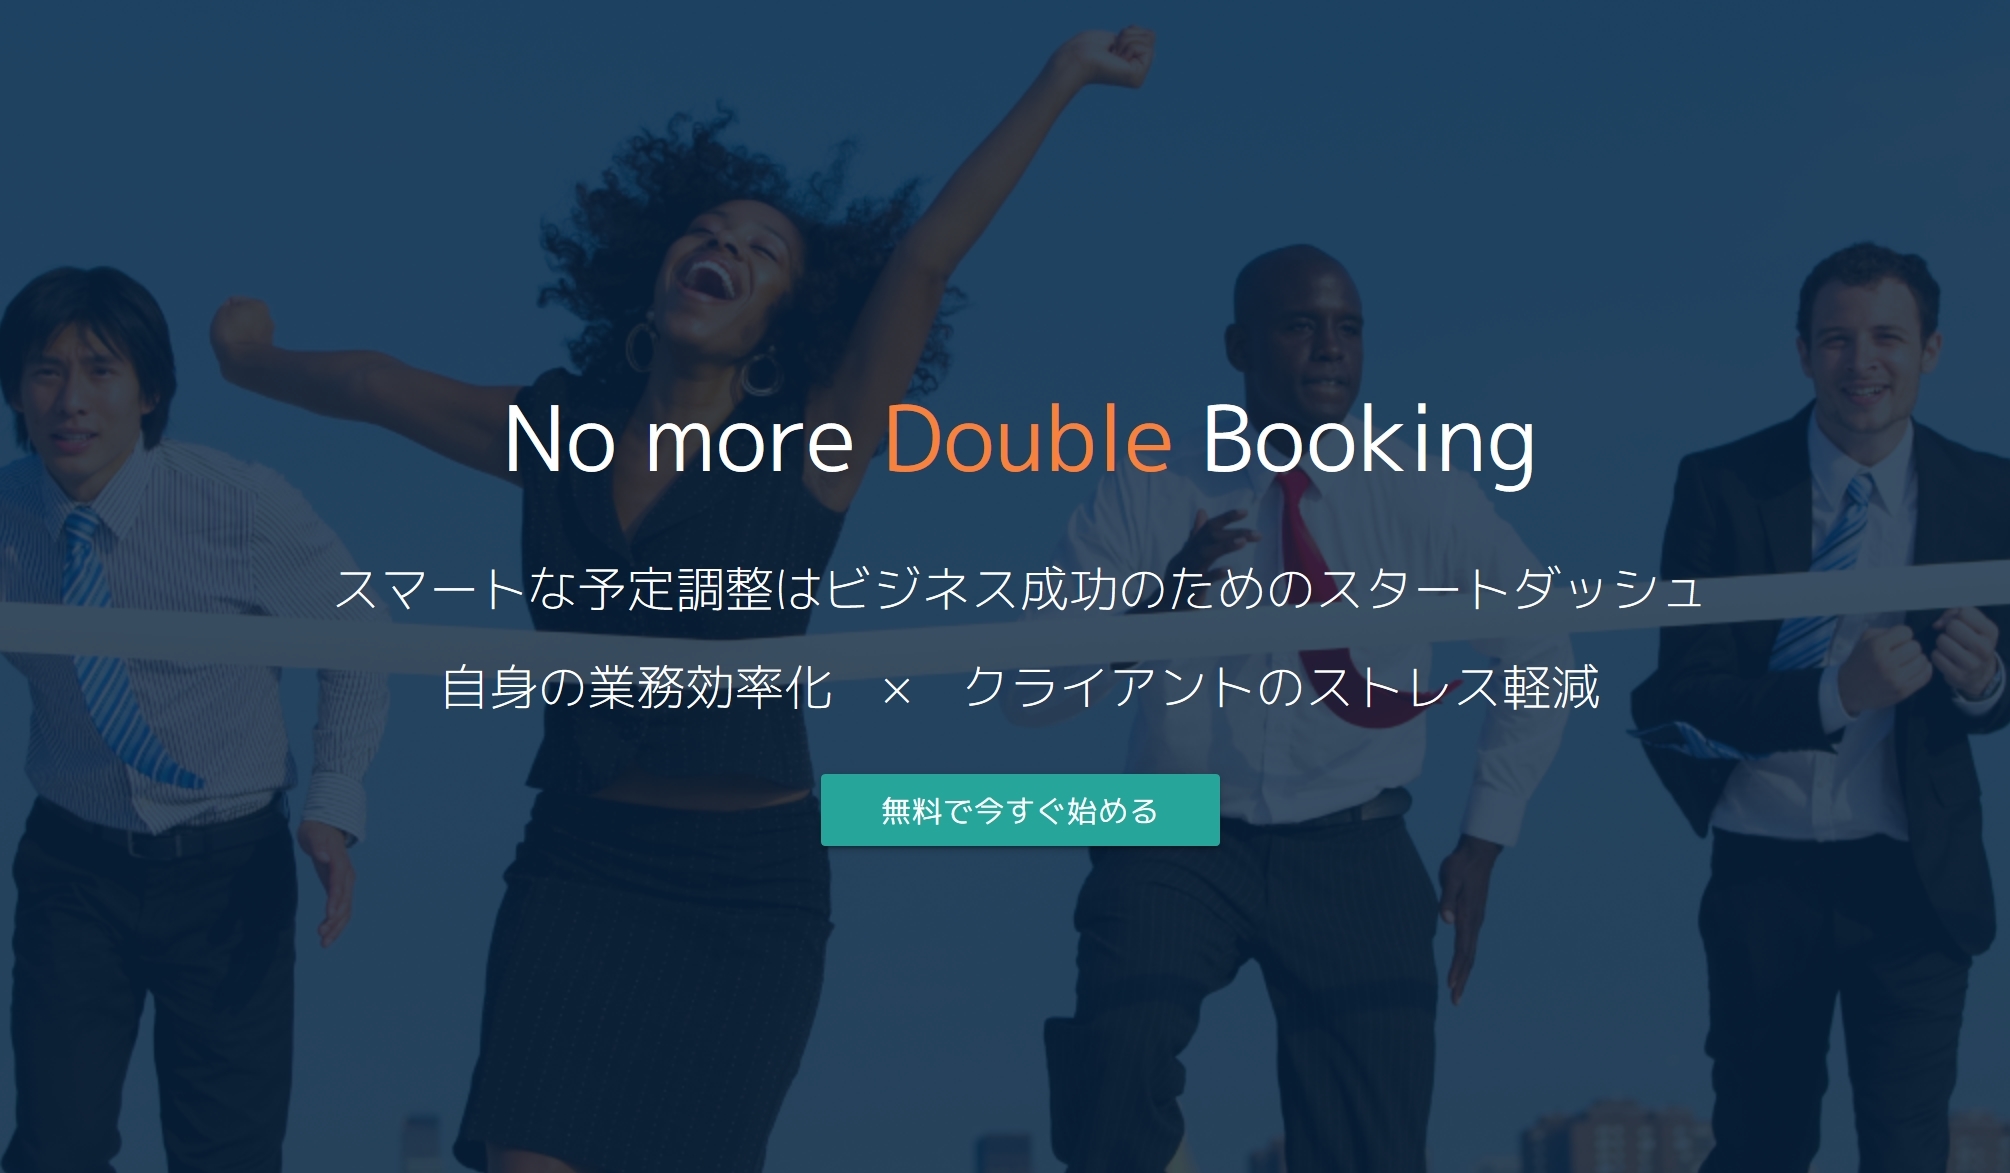 No more Double Booking
スマートな予定調整はビジネス成功のためのスタートダッシュ
自身の業務効率化　×　クライアントのストレス軽減
無料で今すぐ始める